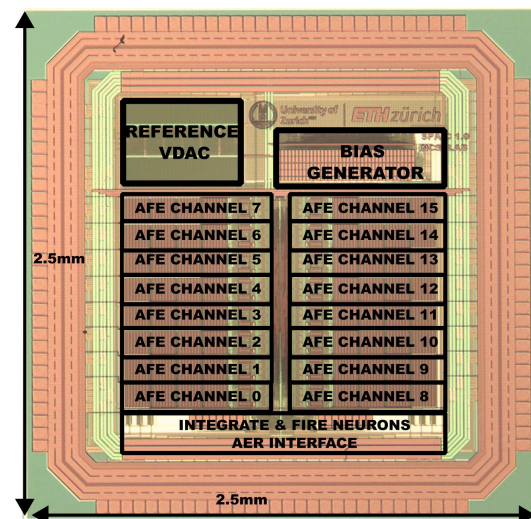 University of
Zurich
ETH zürich
REFERENCE
VDAC
BIAS
GENERATOR
AFE CHANNEL 7
AFE CHANNEL 6
AFE CHANNEL 5
AFE CHANNEL 4
AFE CHANNEL 3
AFE CHANNEL 2
AFE CHANNEL 1
AFE CHANNEL 0
AFE CHANNEL 15
AFE CHANNEL 14
AFE CHANNEL 13
AFE CHANNEL 12
AFE CHANNEL 11
AFE CHANNEL 10
AFE CHANNEL 9
AFE CHANNEL 8
INTEGRATE & FIRE NEURONS
AER INTERFACE
2.5mm
2.5mm